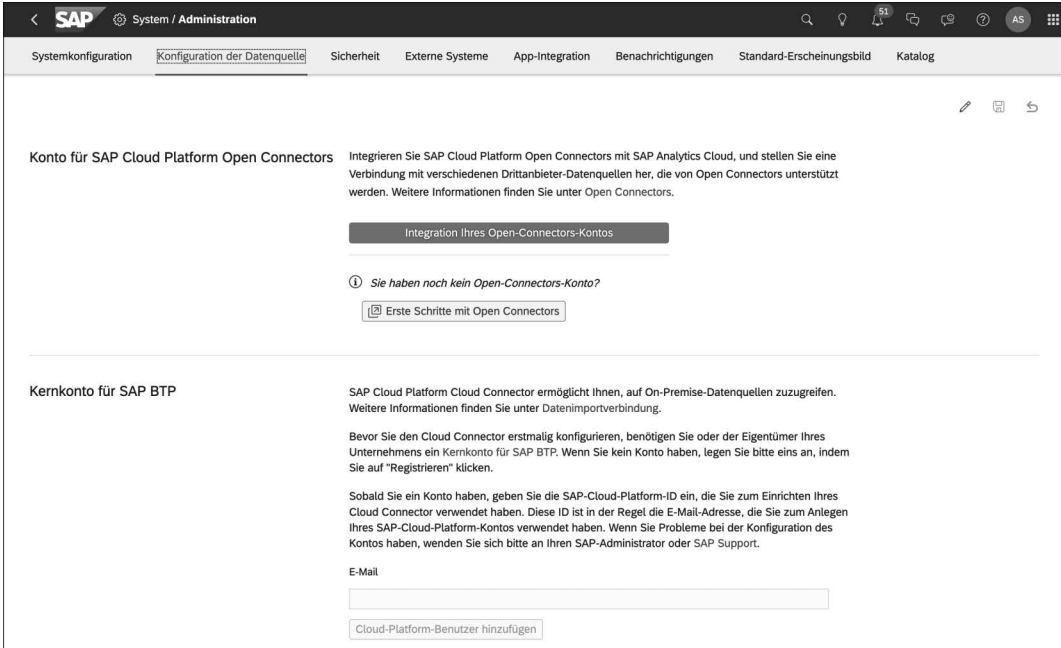 SAP System / Administration 51 AS
Systemkonfiguration Konfiguration der Datenquelle Sicherheit Externe Systeme App-Integration Benachrichtigungen Standard-Erscheinungsbild Katalog
Konto für SAP Cloud Platform Open Connectors
Integrieren Sie SAP Cloud Platform Open Connectors mit SAP Analytics Cloud, und stellen Sie eine
Verbindung mit verschiedenen Drittanbieter-Datenquellen her, die von Open Connectors unterstützt
werden. Weitere Informationen finden Sie unter Open Connectors.
Integration Ihres Open-Connectors-Kontos
Sie haben noch kein Open-Connectors-Konto?
Erste Schritte mit Open Connectors
Kernkonto für SAP BTP
SAP Cloud Platform Cloud Connector ermöglicht Ihnen, auf On-Premise-Datenquellen zuzugreifen.
Weitere Informationen finden Sie unter Datenimportverbindung.
Bevor Sie den Cloud Connector erstmalig konfigurieren, benötigen Sie oder der Eigentümer Ihres
Unternehmens ein Kernkonto für SAP BTP. Wenn Sie kein Konto haben, legen Sie bitte eins an, indem
Sie auf "Registrieren" klicken.
Sobald Sie ein Konto haben, geben Sie die SAP-Cloud-Platform-ID ein, die Sie zum Einrichten Ihres
Cloud Connector verwendet haben. Diese ID ist in der Regel die E-Mail-Adresse, die Sie zum Anlegen
Ihres SAP-Cloud-Platform-Kontos verwendet haben. Wenn Sie Probleme bei der Konfiguration des
Kontos haben, wenden Sie sich bitte an Ihren SAP-Administrator oder SAP Support.
E-Mail
Cloud-Platform-Benutzer hinzufügen